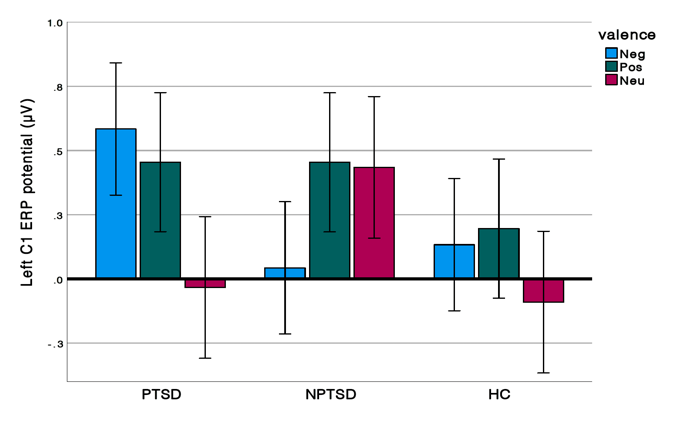 valence
Neg
Pos
Neu
Left C1 ERP potential (μV)
1.0
.8
.5
.3
.0
-.3
PTSD
NPTSD
HC